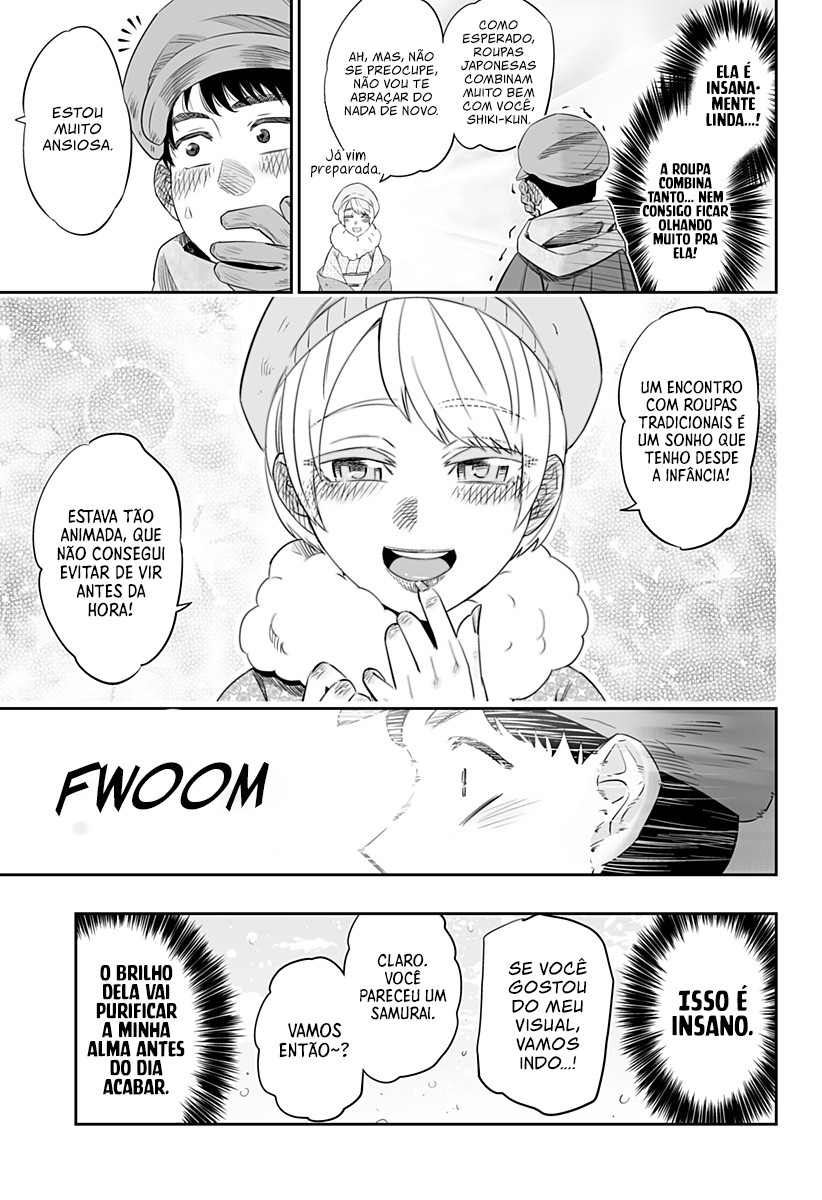 ELA É
INSANA-
MENTE
LINDA...!
A ROUPA
COMBINA
TANTO... NEM
CONSIGO FICAR
OLHANDO
MUITO PRA
ELA!
COMO
ESPERADO,
ROUPAS
JAPONESAS
COMBINAM
MUITO BEM
COM VOCÊ,
SHIKI-KUN.
AH, MAS, NÃO
SE PREOCUPE,
NÃO VOU TE
ABRAÇAR DO
NADA DE NOVO.
Já vim
preparada.
ESTOU
MUITO
ANSIOSA.
UM ENCONTRO
COM ROUPAS
TRADICIONAIS É
UM SONHO QUE
TENHO DESDE
A INFÂNCIA!
ESTAVA TÃO
ANIMADA, QUE
NÃO CONSEGUI
EVITAR DE VIR
ANTES DA
HORA!
FWOOM
ISSO É
INSANO.
SE VOCÊ
GOSTOU
DO MEU
VISUAL,
VAMOS
INDO...!
CLARO.
VOCÊ
PARECEU UM
SAMURAI.
VAMOS
ENTÃO~?
O BRILHO
DELA VAI
PURIFICAR
A MINHA
ALMA ANTES
DO DIA
ACABAR.